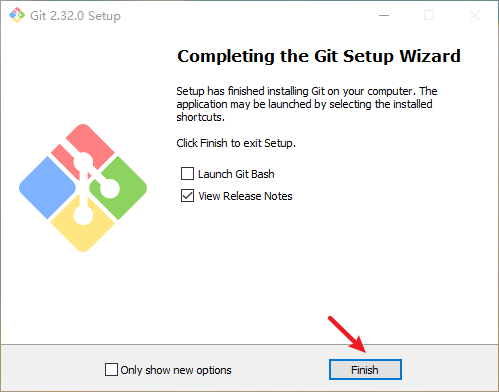 Git 2.32.0 Setup
Completing the Git Setup Wizard
Setup has finished installing Git on your computer. The
application may be launched by selecting the installed
shortcuts.
Click Finish to exit Setup.
Launch Git Bash
View Release Notes
Only show new options
Finish